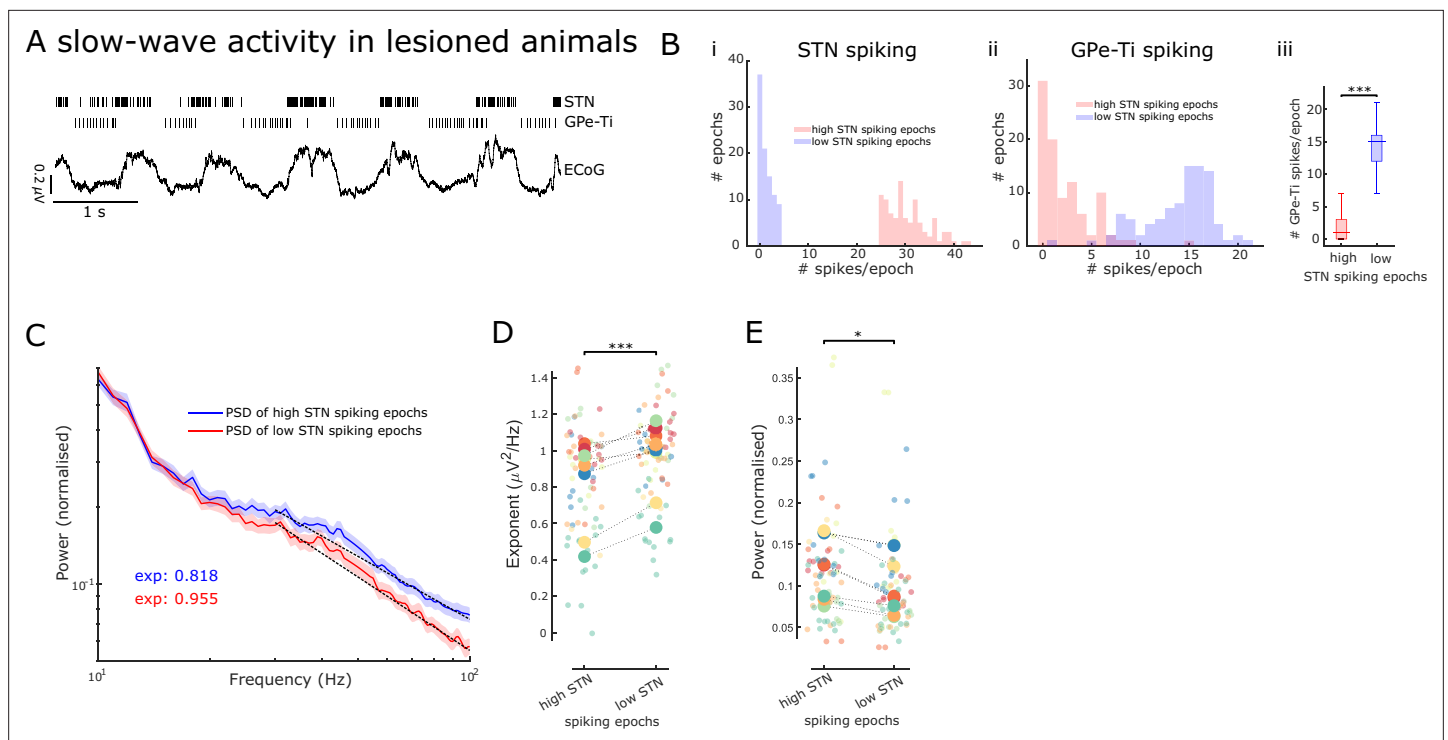 A slow-wave activity in lesioned animals
STN
GPe-Ti
ECoG
0.2 μV
1 s
B
i
STN spiking
# epochs
40
30
20
10
0
high STN spiking epochs
low STN spiking epochs
0 10 20 30 40
# spikes/epoch
ii
GPe-Ti spiking
# epochs
30
20
10
0
high STN spiking epochs
low STN spiking epochs
0 5 10 15 20
# spikes/epoch
iii
***
# GPe-Ti spikes/epoch
20
15
10
5
0
high low
STN spiking epochs
C
Power (normalised)
10⁻¹
PSD of high STN spiking epochs
PSD of low STN spiking epochs
exp: 0.818
exp: 0.955
10¹ 10²
Frequency (Hz)
D
***
Exponent (μV²/Hz)
1.4
1.2
1
0.8
0.6
0.4
0.2
0
high STN low STN
spiking epochs
E
*
Power (normalised)
0.35
0.3
0.25
0.2
0.15
0.1
0.05
high STN low STN
spiking epochs